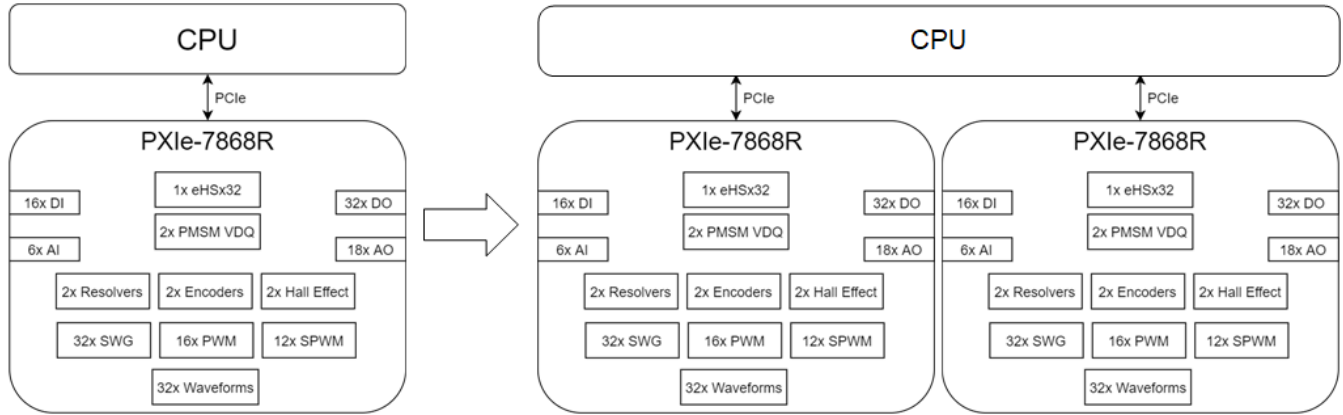 CPU
PCIe
PXIe-7868R
1x eHSx32
16x DI
32x DO
2x PMSM VDQ
6x AI
18x AO
2x Resolvers
2x Encoders
2x Hall Effect
32x SWG
16x PWM
12x SPWM
32x Waveforms
CPU
PCIe
PXIe-7868R
1x eHSx32
16x DI
32x DO
2x PMSM VDQ
6x AI
18x AO
2x Resolvers
2x Encoders
2x Hall Effect
32x SWG
16x PWM
12x SPWM
32x Waveforms
PCIe
PXIe-7868R
1x eHSx32
16x DI
32x DO
2x PMSM VDQ
6x AI
18x AO
2x Resolvers
2x Encoders
2x Hall Effect
32x SWG
16x PWM
12x SPWM
32x Waveforms